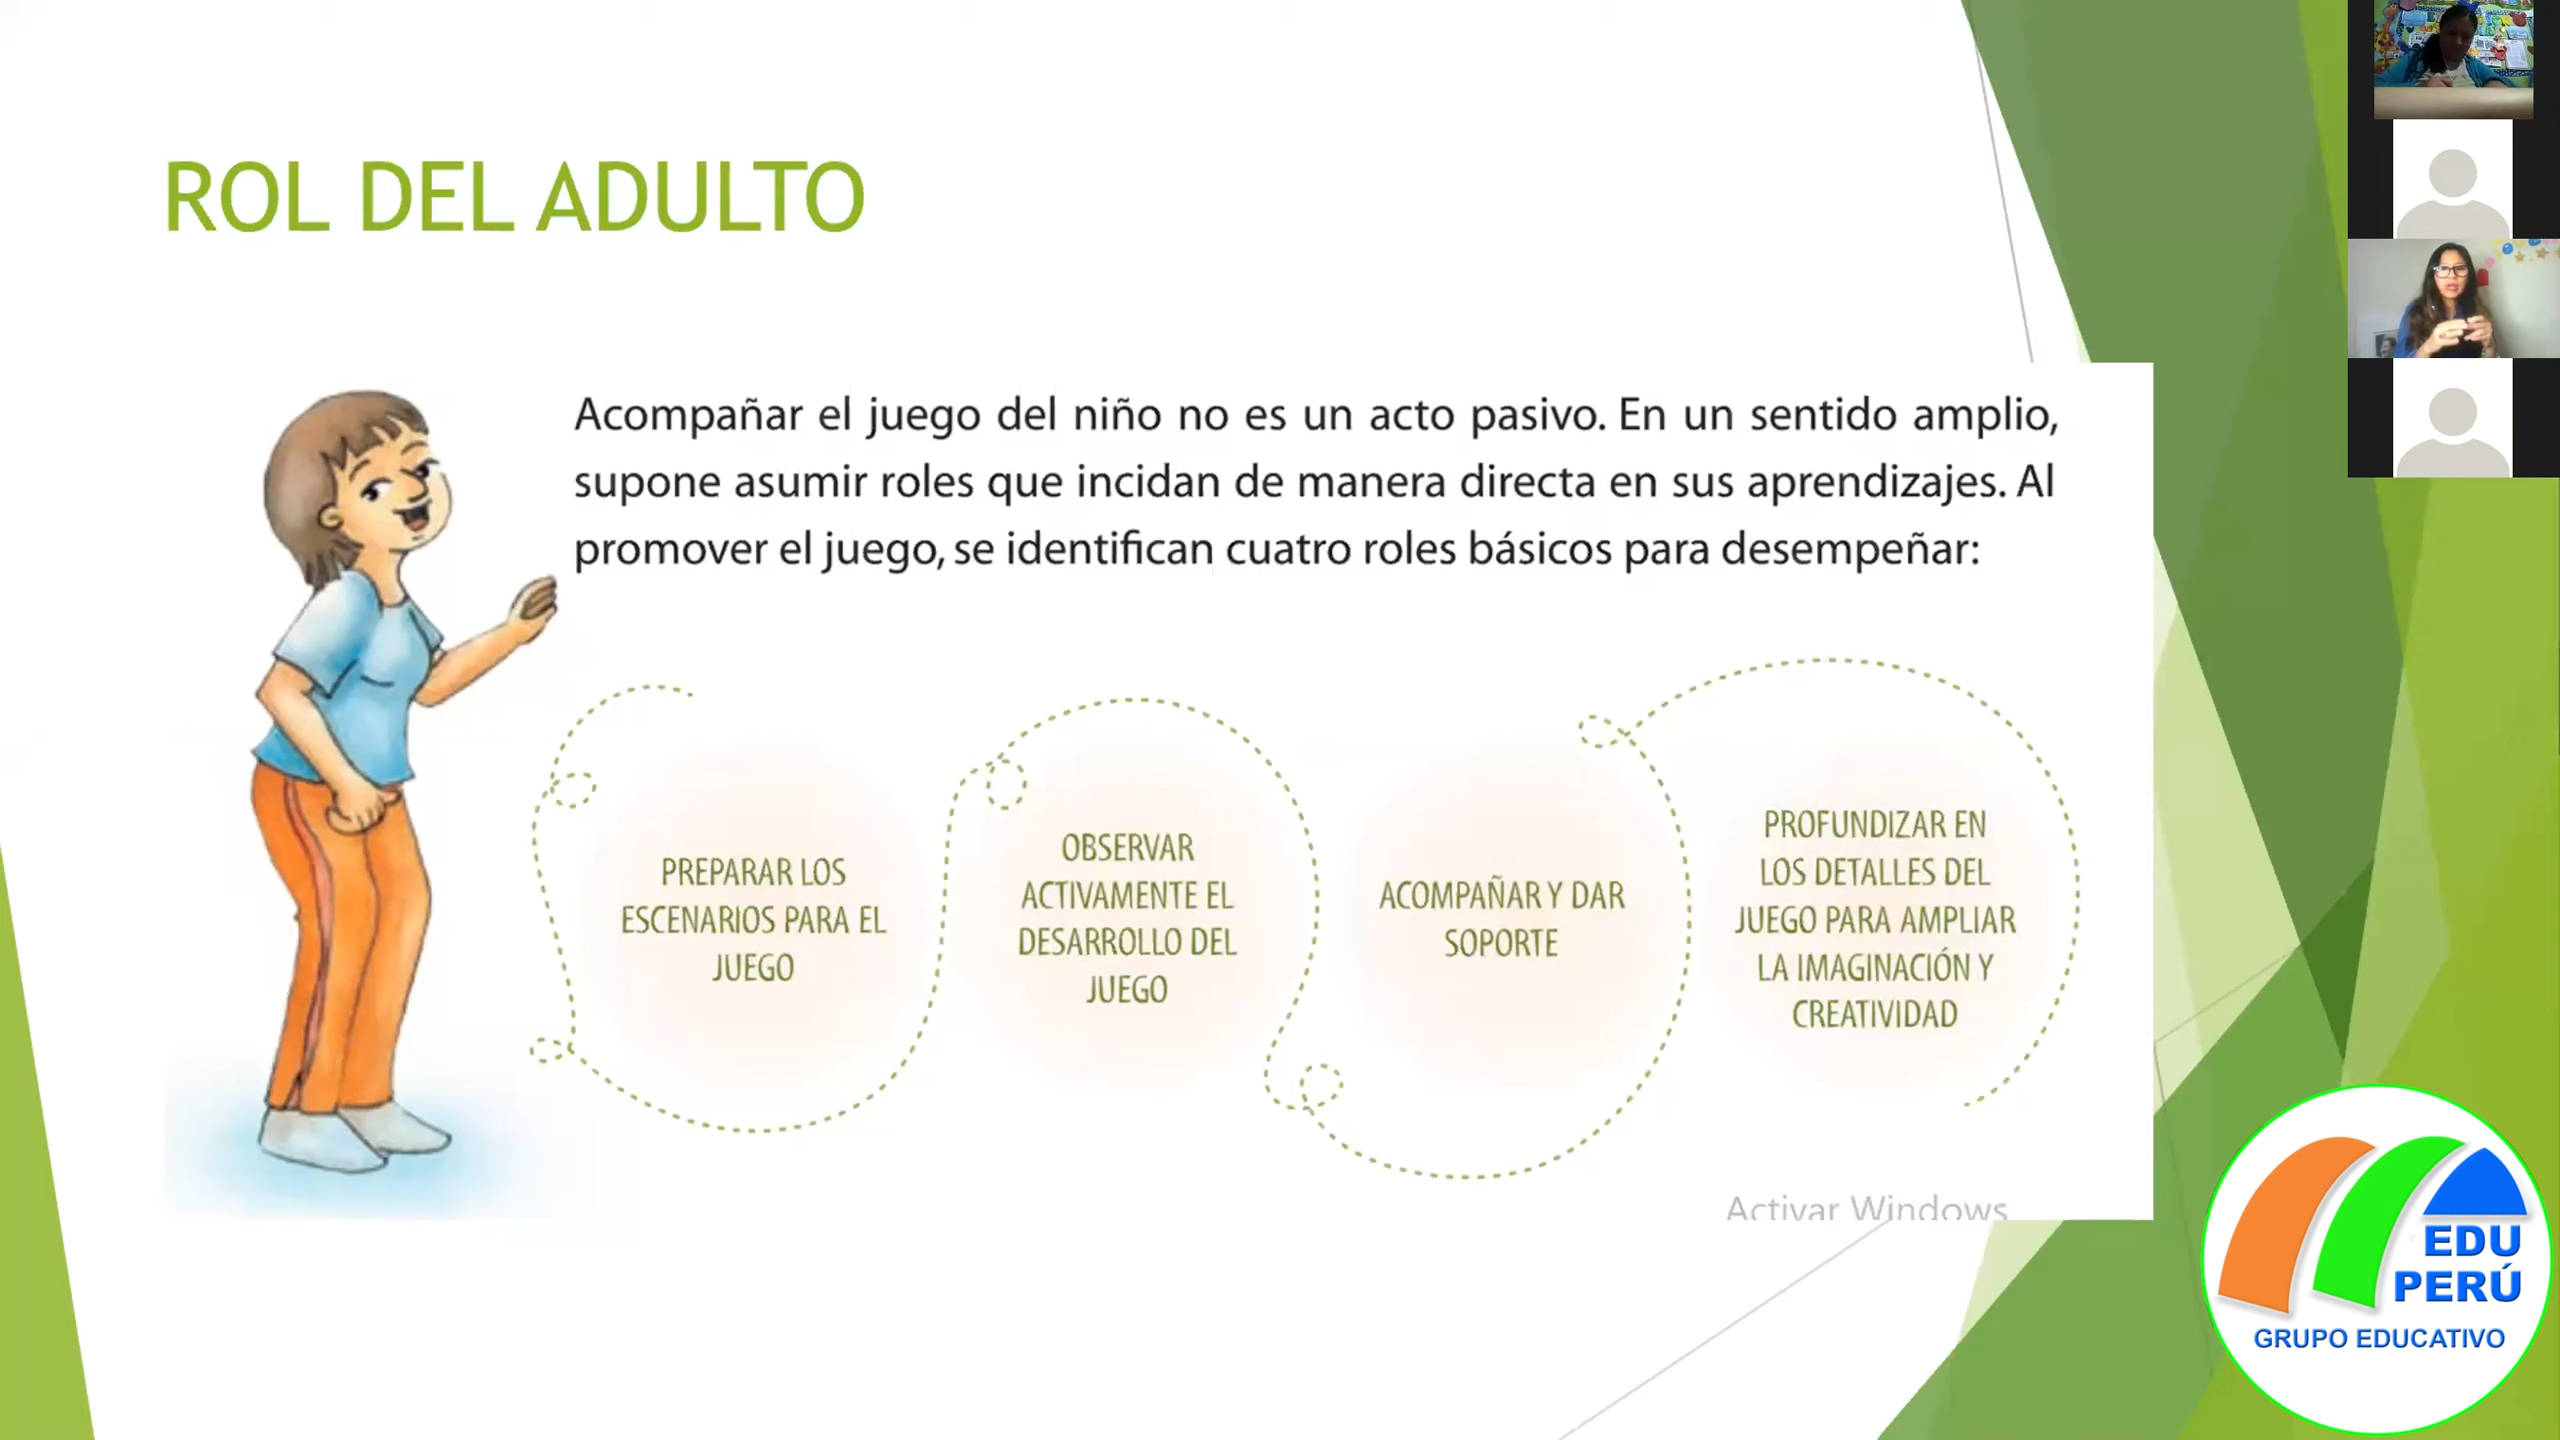 ROL DEL ADULTO
Acompañar el juego del niño no es un acto pasivo. En un sentido amplio,
supone asumir roles que incidan de manera directa en sus aprendizajes. Al
promover el juego, se identifican cuatro roles básicos para desempeñar:
PREPARAR LOS
ESCENARIOS PARA EL
JUEGO
OBSERVAR
ACTIVAMENTE EL
DESARROLLO DEL
JUEGO
ACOMPAÑAR Y DAR
SOPORTE
PROFUNDIZAR EN
LOS DETALLES DEL
JUEGO PARA AMPLIAR
LA IMAGINACIÓN Y
CREATIVIDAD
Activar Windows
EDU
PERÚ
GRUPO EDUCATIVO